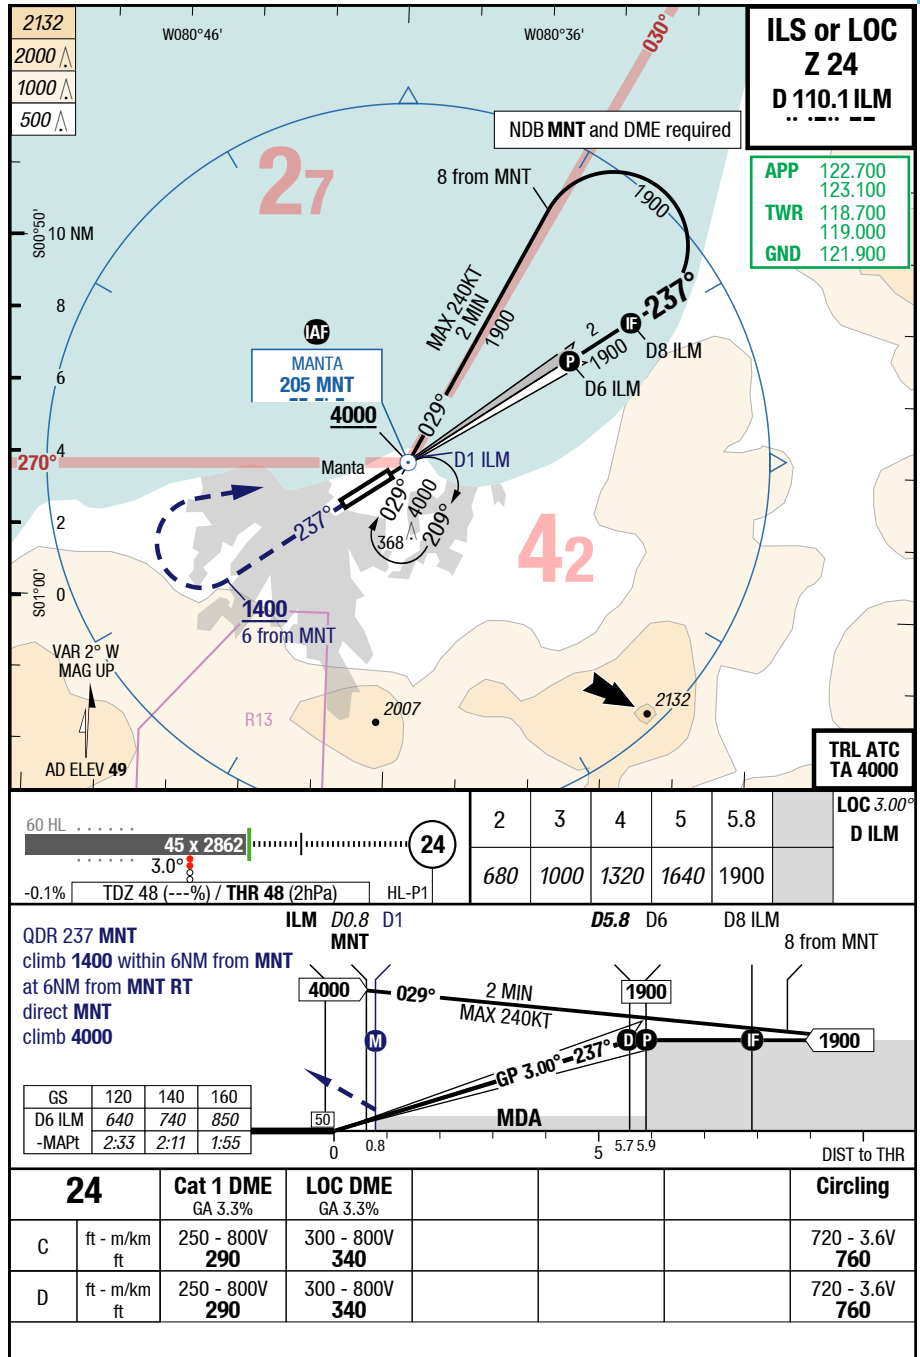 2132
2000
1000
500
W080°46'
W080°36'
030°
ILS or LOC
Z 24
D 110.1 ILM
NDB MNT and DME required
APP 122.700
123.100
TWR 118.700
119.000
GND 121.900
27
8 from MNT
1900
S00°50'
10 NM
8
6
4
2
0
S01°00'
MAX 240KT
2 MIN
1900
237°
IAF
IF
D8 ILM
2
1900
P
D6 ILM
MANTA
205 MNT
4000
029°
270°
Manta
D1 ILM
029°
4000
209°
368
237°
42
1400
6 from MNT
VAR 2° W
MAG UP
R13
2007
2132
AD ELEV 49
TRL ATC
TA 4000
60 HL
45 x 2862
24
3.0°
-0.1%
TDZ 48 (---%) / THR 48 (2hPa)
HL-P1
2 3 4 5 5.8 LOC 3.00°
D ILM
680 1000 1320 1640 1900
QDR 237 MNT
climb 1400 within 6NM from MNT
at 6NM from MNT RT
direct MNT
climb 4000
ILM D0.8 D1 D5.8 D6 D8 ILM
MNT
8 from MNT
4000
029°
2 MIN
MAX 240KT
1900
M
D
P
IF
1900
GP 3.00°
237°
50
MDA
0 0.8 5 5.7 5.9 DIST to THR
GS 120 140 160
D6 ILM 640 740 850
-MAPt 2:33 2:11 1:55
24 Cat 1 DME LOC DME Circling
GA 3.3% GA 3.3%
C ft - m/km 250 - 800V 300 - 800V 720 - 3.6V
ft 290 340 760
D ft - m/km 250 - 800V 300 - 800V 720 - 3.6V
ft 290 340 760